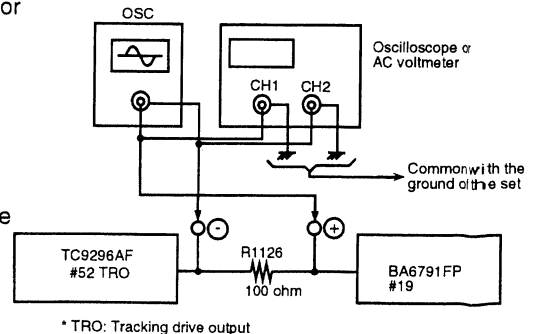 or
OSC
Oscilloscope or
AC voltmeter
CH1 CH2
Common with the
ground of the set
e
-
+
TC9296AF
#52 TRO
R1126
100 ohm
BA6791FP
#19
* TRO: Tracking drive output